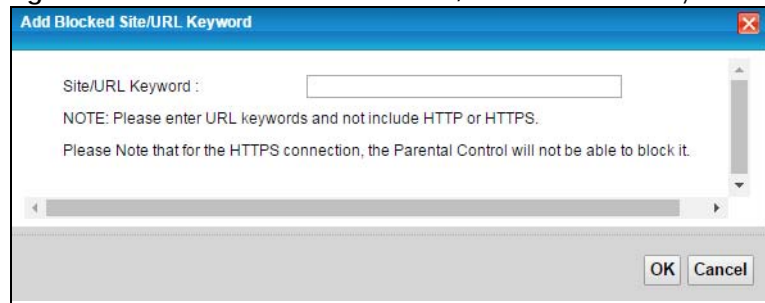 Add Blocked Site/URL Keyword
Site/URL Keyword :
NOTE: Please enter URL keywords and not include HTTP or HTTPS.
Please Note that for the HTTPS connection, the Parental Control will not be able to block it.
OK Cancel